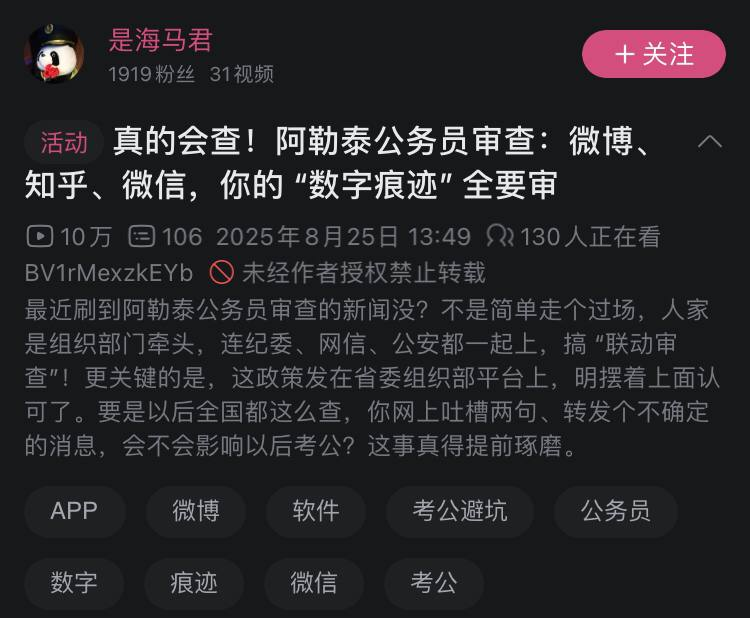 是海马君
1919粉丝 31视频
＋关注
活动 真的会查！阿勒泰公务员审查：微博、
知乎、微信，你的 “数字痕迹” 全要审
10万 106 2025年8月25日 13:49 130人正在看
BV1rMexzkEYb 未经作者授权禁止转载
最近刷到阿勒泰公务员审查的新闻没？不是简单走个过场，人家
是组织部门牵头，连纪委、网信、公安都一起上，搞 “联动审
查”！更关键的是，这政策发在省委组织部平台上，明摆着上面认
可了。要是以后全国都这么查，你网上吐槽两句、转发个不确定
的消息，会不会影响以后考公？这事真得提前琢磨。
APP 微博 软件 考公避坑 公务员
数字 痕迹 微信 考公